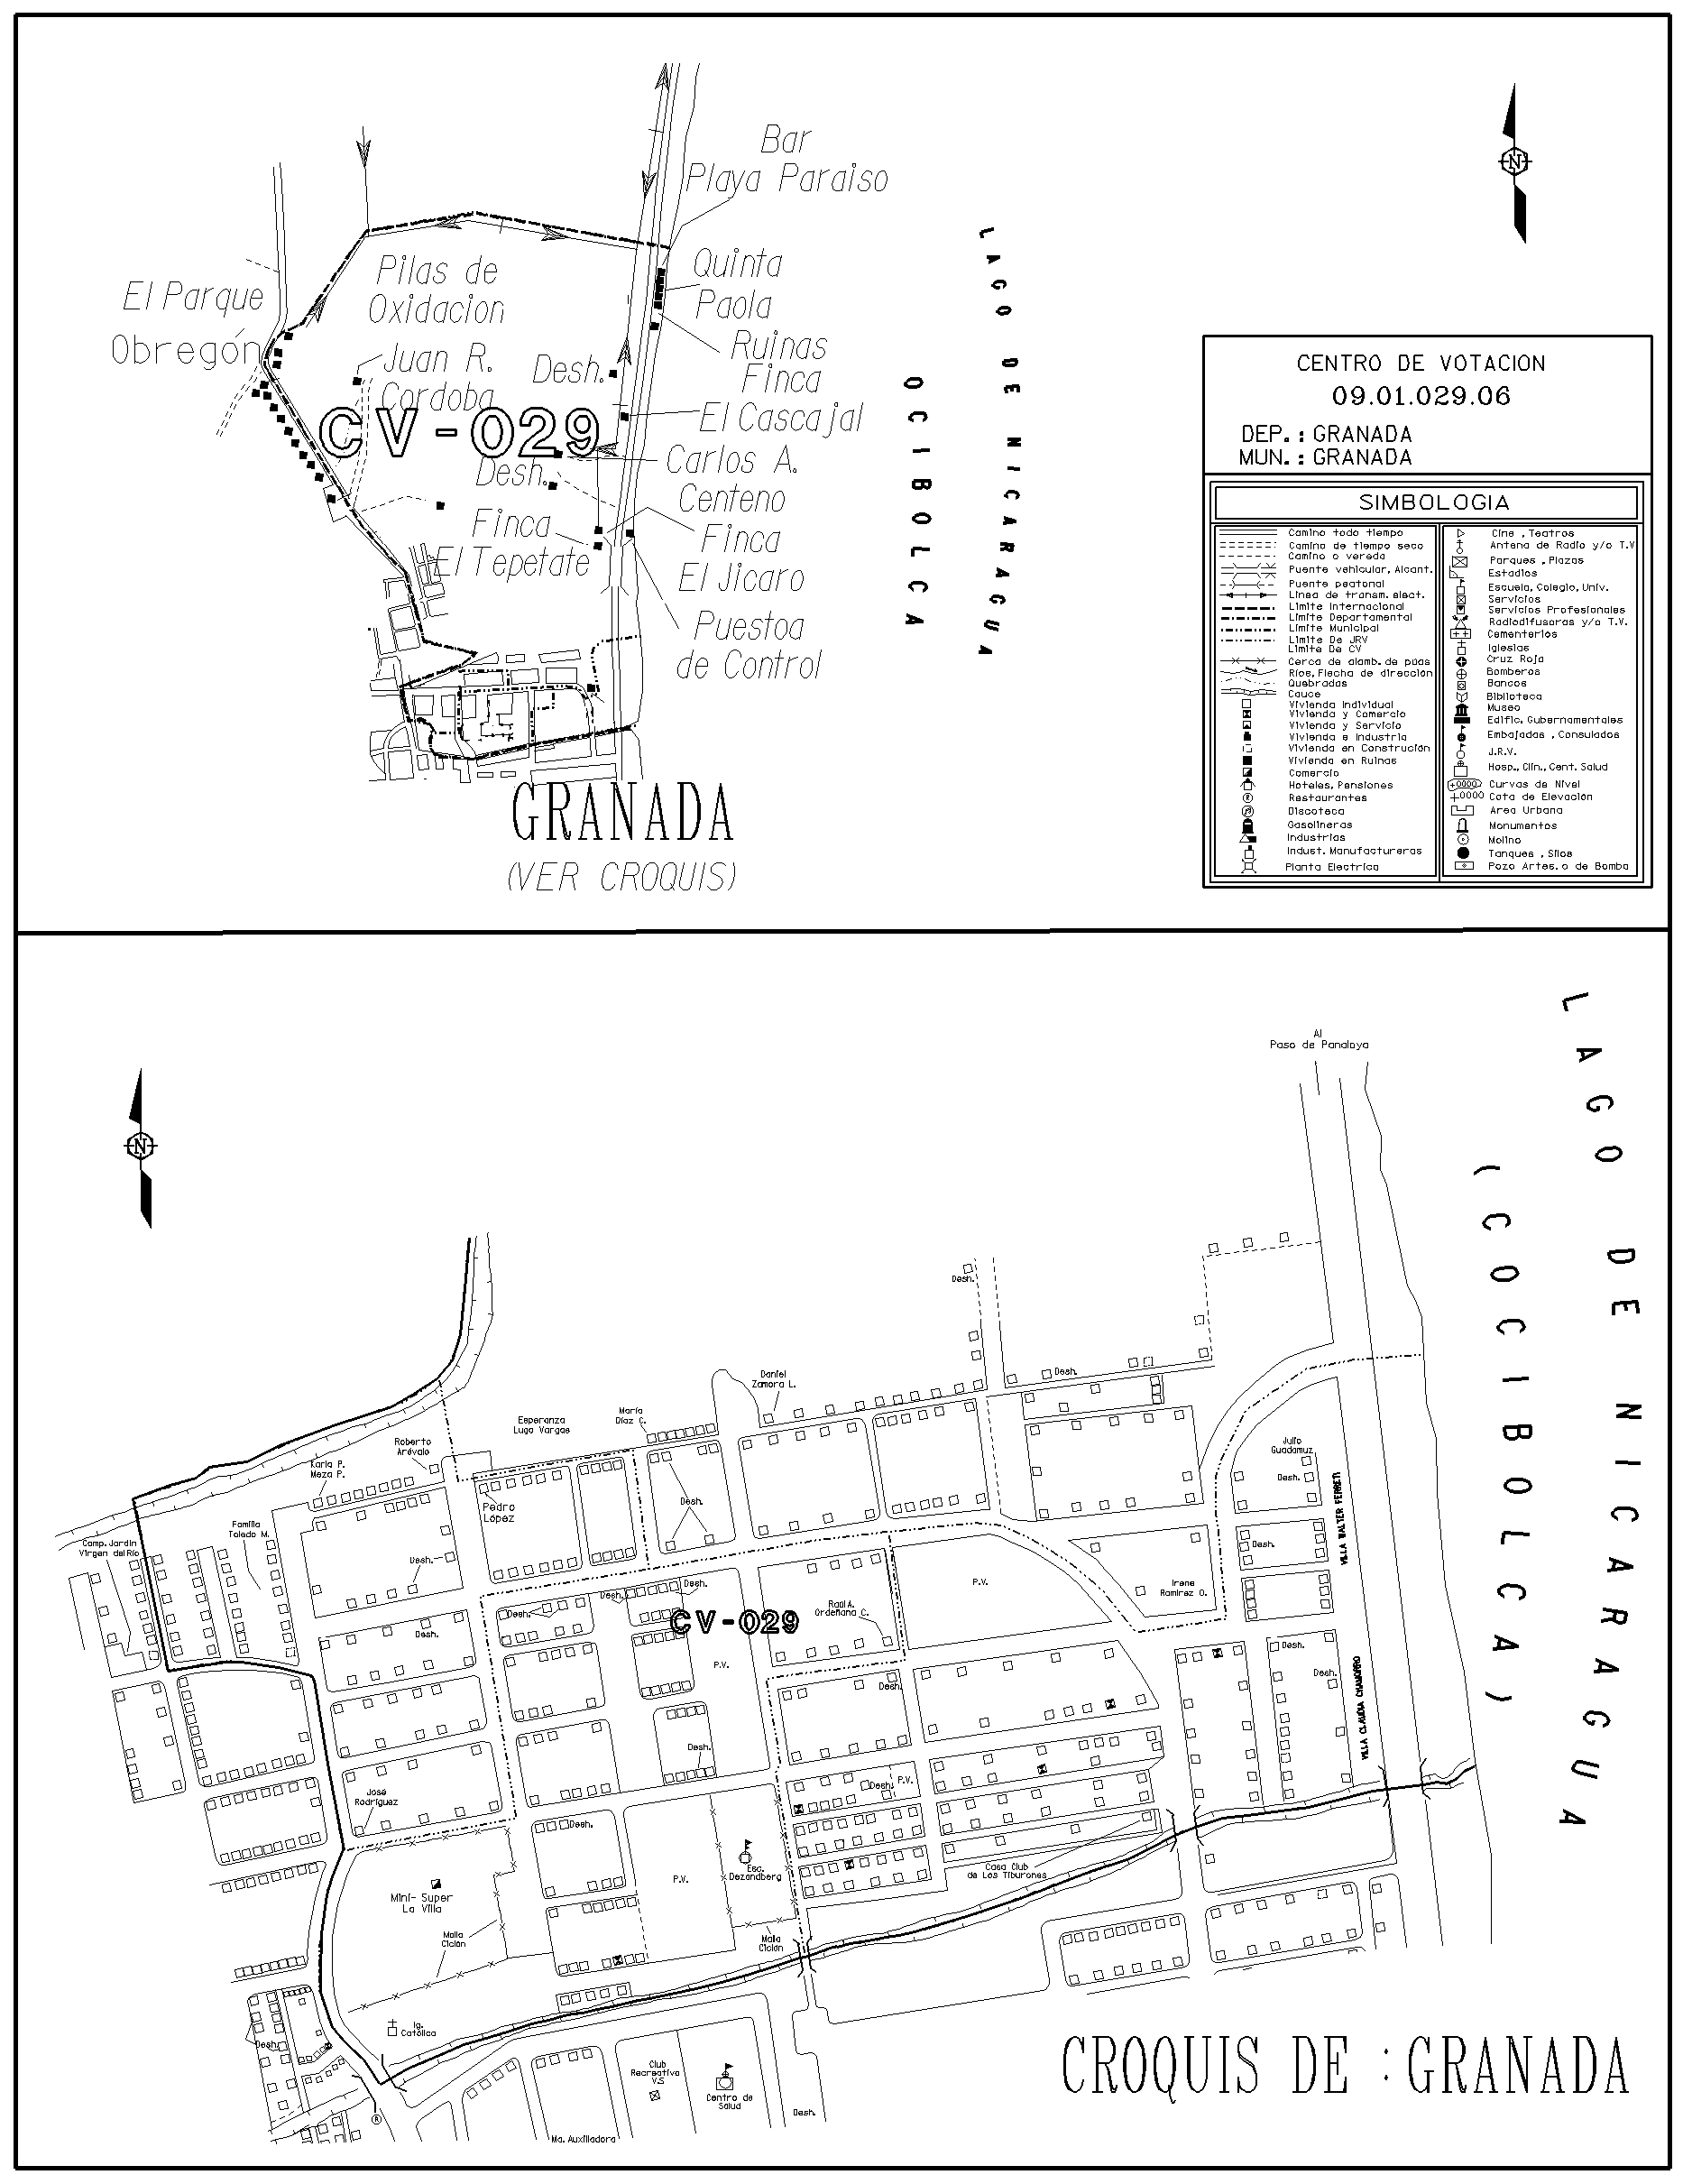 Bar
Playa Paraiso
Quinta
Paola
El Parque
Pilas de
Oxidacion
Obregón
Juan R.
Cordoba
Desh.
Ruinas
Finca
El Cascajal
CV-029
Carlos A.
Centeno
Desh.
Finca
El Tepetate
Finca
El Jicaro
Puestoa
de Control
GRANADA
(VER CROQUIS)
LAGO DE NICARAGUA
OCIBOLCA
N
CENTRO DE VOTACION
09.01.029.06
DEP. : GRANADA
MUN. : GRANADA
SIMBOLOGIA
Camino todo tiempo
Camino de tiempo seco
Camino o vereda
Puente vehicular, Alcant.
Puente peatonal
Linea de transm. elect.
Limite Internacional
Limite Departamental
Limite Municipal
Limite De JRV
Limite De CV
Cerca de alamb. de puas
Rios, Flecha de dirección
Quebradas
Cauce
Vivienda Individual
Vivienda y Comercio
Vivienda y Servicio
Vivienda e Industria
Vivienda en Construción
Vivienda en Ruinas
Comercio
Hoteles, Pensiones
Restaurantes
Discoteca
Gasolineras
Industrias
Indust. Manufactureras
Planta Electrica
Cine , Teatros
Antena de Radio y/o T.V
Parques , Plazas
Estadios
Escuela, Colegio, Univ.
Servicios
Servicios Profesionales
Radiodifusoras y/o T.V.
Cementerios
Iglesias
Cruz Roja
Bomberos
Bancos
Biblioteca
Museo
Edific. Gubernamentales
Embajadas , Consulados
J.R.V.
Hosp., Clin., Cent. Salud
Curvas de Nivel
Cota de Elevación
Area Urbana
Monumentos
Molino
Tanques , Silos
Pozo Artes. o de Bomba
Al
Paso de Panaloya
LAGO DE NICARAGUA
(COCIBOLCA)
N
Desh.
Daniel
Zamora L.
Desh.
María
Díaz C.
Esperanza
Lugo Vargas
Roberto
Arévalo
Karla P.
Meza P.
Julio
Guadamuz
Desh.
Pedro
López
Desh.
Familia
Toledo M.
Camp. Jardin
Virgen del Río
Desh.
VILLA WALTER FERRETI
Desh.
P.V.
Irene
Ramirez O.
Desh.
Desh.
Desh.
Raúl A.
Ordeñana C.
CV-029
Desh.
P.V.
Desh.
Desh.
Desh.
VILLA CLAUDIA CHAMORRO
Desh.
José
Rodríguez
Desh.
P.V.
Desh.
Esc.
Dezandberg
P.V.
Casa Club
de Los Tiburones
Mini- Super
La Villa
Malla
Ciclón
Malla
Ciclón
Ig.
Católica
Desh.
Club
Recreativo
V.S
Centro de
Salud
Desh.
Ma. Auxiliadora
CROQUIS DE : GRANADA